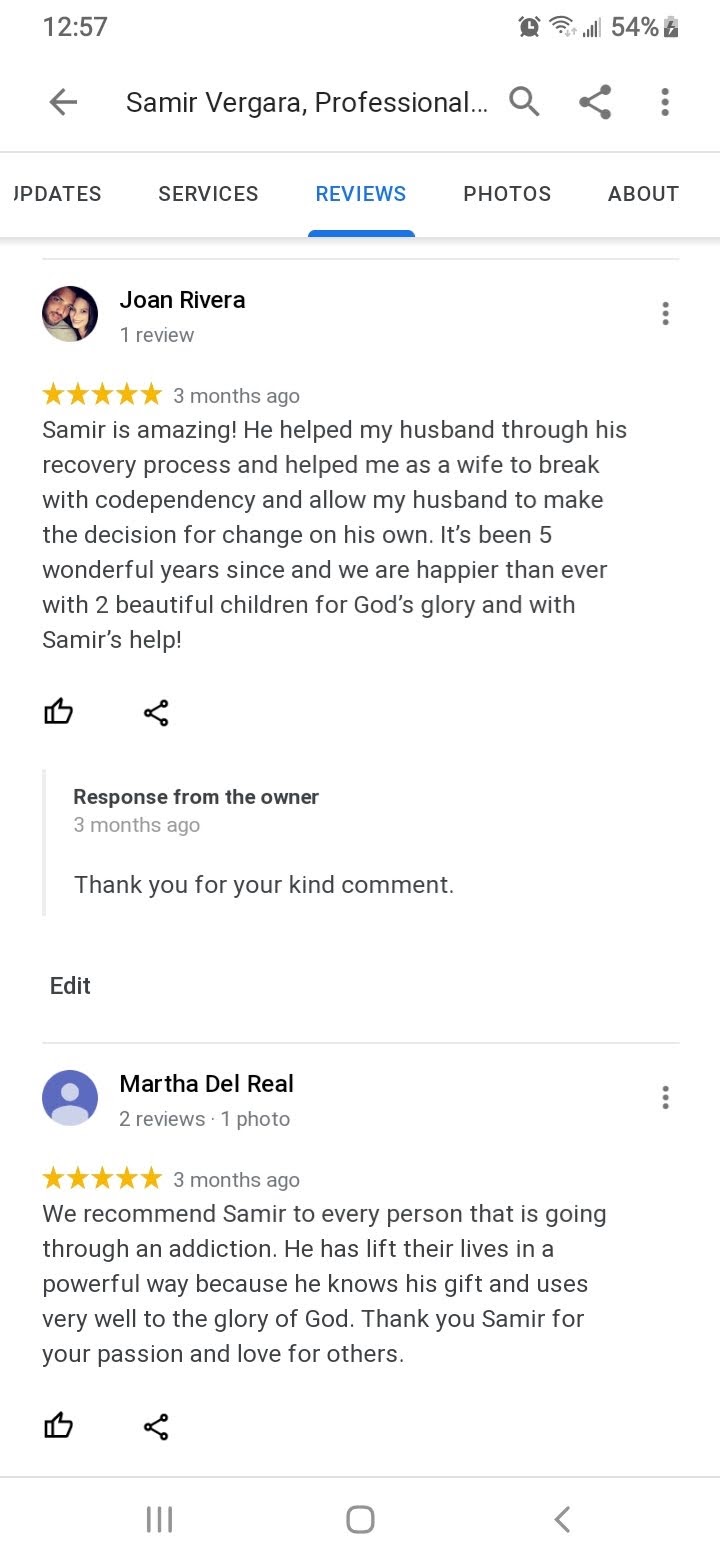 12:57
54%
Samir Vergara, Professional...
UPDATES SERVICES REVIEWS PHOTOS ABOUT
Joan Rivera
1 review
3 months ago
Samir is amazing! He helped my husband through his
recovery process and helped me as a wife to break
with codependency and allow my husband to make
the decision for change on his own. It’s been 5
wonderful years since and we are happier than ever
with 2 beautiful children for God’s glory and with
Samir’s help!
Response from the owner
3 months ago
Thank you for your kind comment.
Edit
Martha Del Real
2 reviews · 1 photo
3 months ago
We recommend Samir to every person that is going
through an addiction. He has lift their lives in a
powerful way because he knows his gift and uses
very well to the glory of God. Thank you Samir for
your passion and love for others.